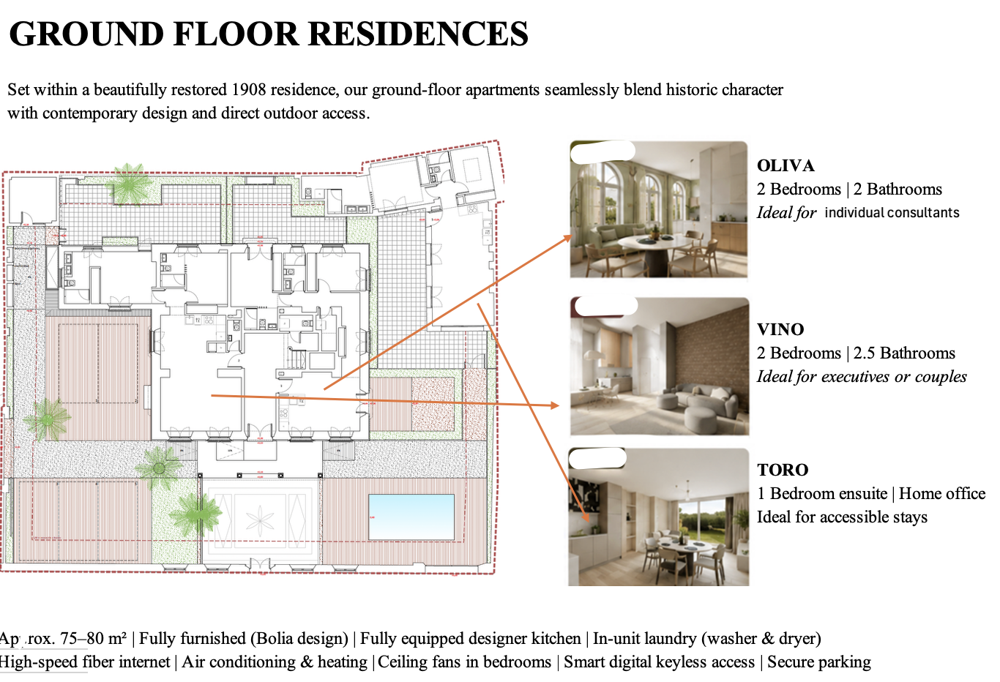 GROUND FLOOR RESIDENCES
Set within a beautifully restored 1908 residence, our ground-floor apartments seamlessly blend historic character
with contemporary design and direct outdoor access.
OLIVA
2 Bedrooms | 2 Bathrooms
Ideal for individual consultants
VINO
2 Bedrooms | 2.5 Bathrooms
Ideal for executives or couples
TORO
1 Bedroom ensuite | Home office
Ideal for accessible stays
Ap rox. 75–80 m² | Fully furnished (Bolia design) | Fully equipped designer kitchen | In-unit laundry (washer & dryer)
High-speed fiber internet | Air conditioning & heating | Ceiling fans in bedrooms | Smart digital keyless access | Secure parking